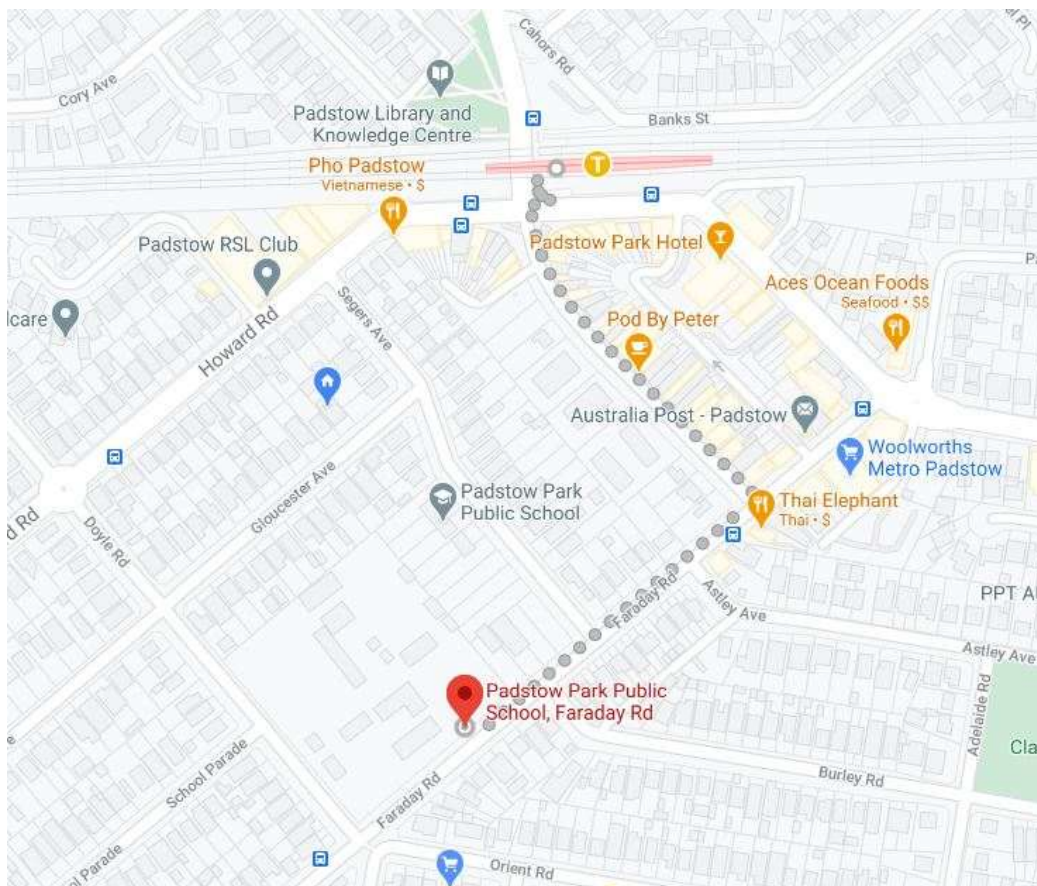 Cahors Rd
Cory Ave
Padstow Library and
Knowledge Centre
Banks St
Pho Padstow
Vietnamese • $
T
Padstow RSL Club
Padstow Park Hotel
Aces Ocean Foods
Seafood • $$
lcare
Howard Rd
Segers Ave
Pod By Peter
Australia Post - Padstow
Woolworths
Metro Padstow
Gloucester Ave
Padstow Park
Public School
Thai Elephant
Thai • $
d Rd
Doyle Rd
Faraday Rd
Astley Ave
PPT
Astley Ave
Padstow Park Public
School, Faraday Rd
Adelaide Rd
Cla
School Parade
Faraday Rd
Burley Rd
ool Parade
Orient Rd